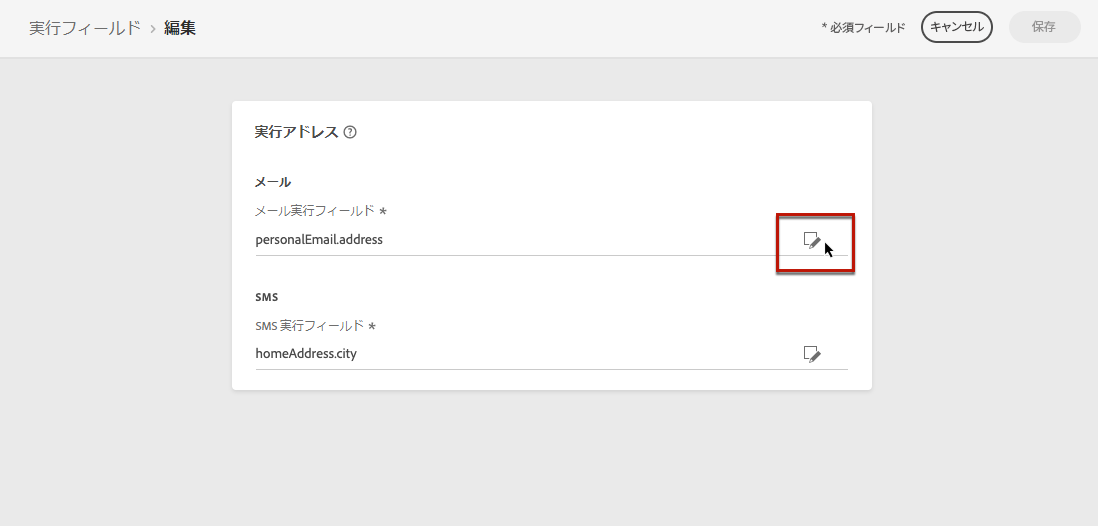 実行フィールド › 編集
* 必須フィールド
キャンセル
保存
実行アドレス ?
メール
メール実行フィールド *
personalEmail.address
SMS
SMS 実行フィールド *
homeAddress.city